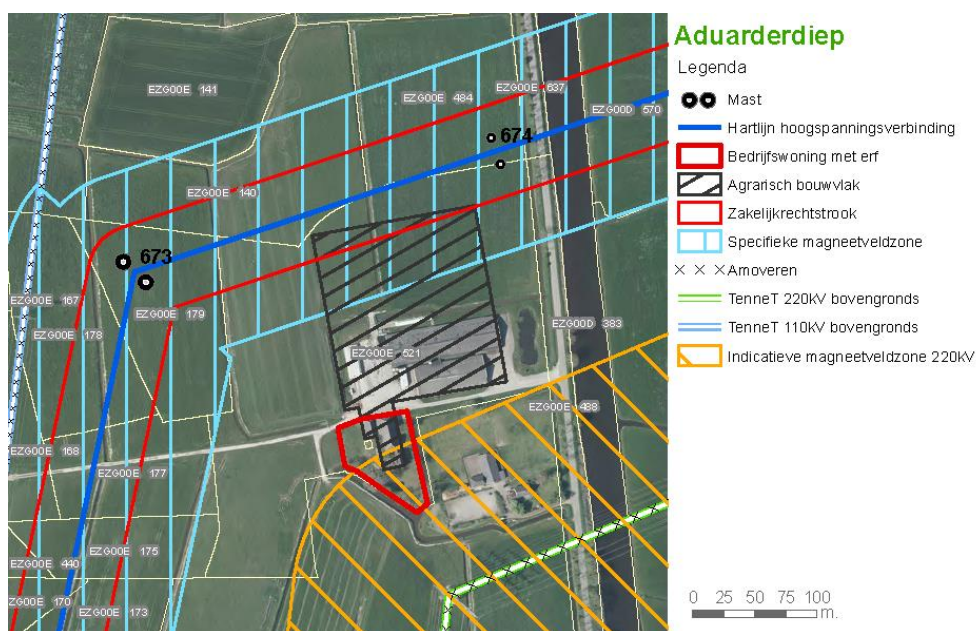 Aduarderdiep
Legenda
Mast
Hartlijn hoogspanningsverbinding
Bedrijfswoning met erf
Agrarisch bouwvlak
Zakelijkrechtstrook
Specifieke magneetveldzone
Amoveren
TenneT 220kV bovengronds
TenneT 110kV bovengronds
Indicatieve magneetveldzone 220kV
0 25 50 100
m.
EZG00E 141
EZG00E 484
EZG00E 637
EZG00D 570
674
EZG00E 140
673
EZG00E 167
EZG00E 179
EZG00E 178
EZG00D 383
EZG00E 621
EZG00E 488
EZG00E 168
EZG00E 177
EZG00E 175
EZG00E 440
EZG00E 170
EZG00E 173